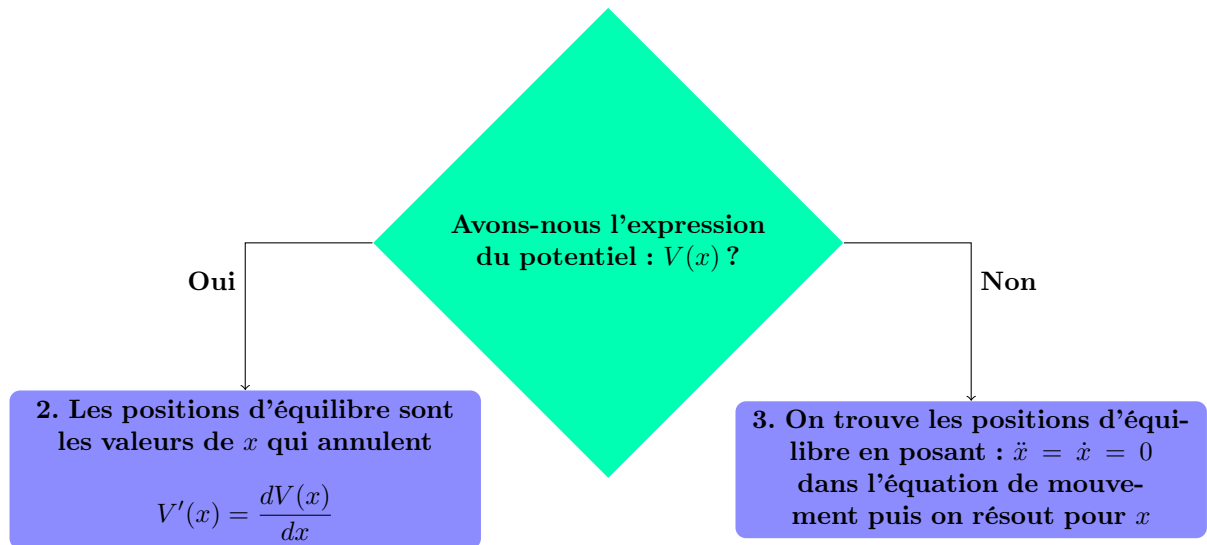 Avons-nous l'expression
du potentiel : V(x) ?
Oui
Non
2. Les positions d'équilibre sont
les valeurs de x qui annulent
V′(x) = dV(x)/dx
3. On trouve les positions d'équi-
libre en posant : ẍ = ẋ = 0
dans l'équation de mouve-
ment puis on résout pour x